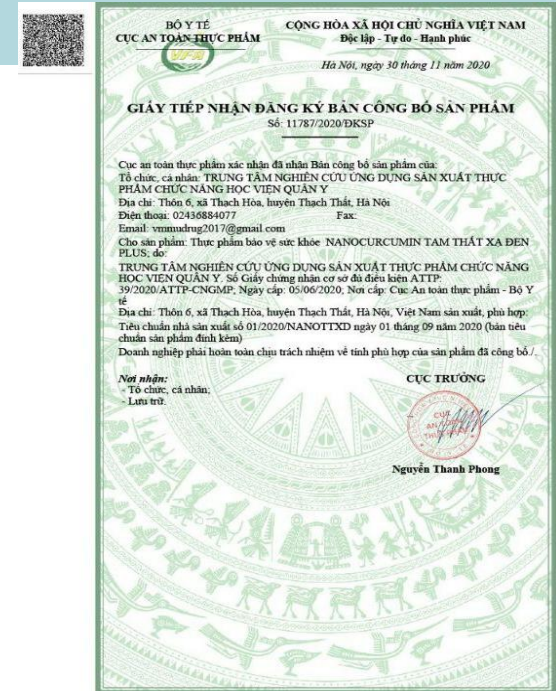 BỘ Y TẾ
CỤC AN TOÀN THỰC PHẨM
VFA
CỘNG HÒA XÃ HỘI CHỦ NGHĨA VIỆT NAM
Độc lập - Tự do - Hạnh phúc
Hà Nội, ngày 30 tháng 11 năm 2020
GIẤY TIẾP NHẬN ĐĂNG KÝ BẢN CÔNG BỐ SẢN PHẨM
Số: 11787/2020/ĐKSP
Cục an toàn thực phẩm xác nhận đã nhận Bản công bố sản phẩm của:
Tổ chức, cá nhân: TRUNG TÂM NGHIÊN CỨU ỨNG DỤNG SẢN XUẤT THỰC
PHẨM CHỨC NĂNG HỌC VIỆN QUÂN Y
Địa chỉ: Thôn 6, xã Thạch Hòa, huyện Thạch Thất, Hà Nội
Điện thoại: 02436884077 Fax:
Email: vmmudrug2017@gmail.com
Cho sản phẩm: Thực phẩm bảo vệ sức khỏe NANOCURCUMIN TAM THẤT XẠ ĐEN
PLUS; do:
TRUNG TÂM NGHIÊN CỨU ỨNG DỤNG SẢN XUẤT THỰC PHẨM CHỨC NĂNG
HỌC VIỆN QUÂN Y. Số Giấy chứng nhận cơ sở đủ điều kiện ATTP:
39/2020/ATTP-CNGMP; Ngày cấp: 05/06/2020; Nơi cấp: Cục An toàn thực phẩm - Bộ Y
tế
Địa chỉ: Thôn 6, xã Thạch Hòa, huyện Thạch Thất, Hà Nội, Việt Nam sản xuất, phù hợp:
Tiêu chuẩn nhà sản xuất số 01/2020/NANOTTXD ngày 01 tháng 09 năm 2020 (bản tiêu
chuẩn sản phẩm đính kèm)
Doanh nghiệp phải hoàn toàn chịu trách nhiệm về tính phù hợp của sản phẩm đã công bố./.
Nơi nhận:
- Tổ chức, cá nhân;
- Lưu trữ.
CỤC TRƯỞNG
CỤC
AN TOÀN
THỰC PHẨM
Nguyễn Thanh Phong